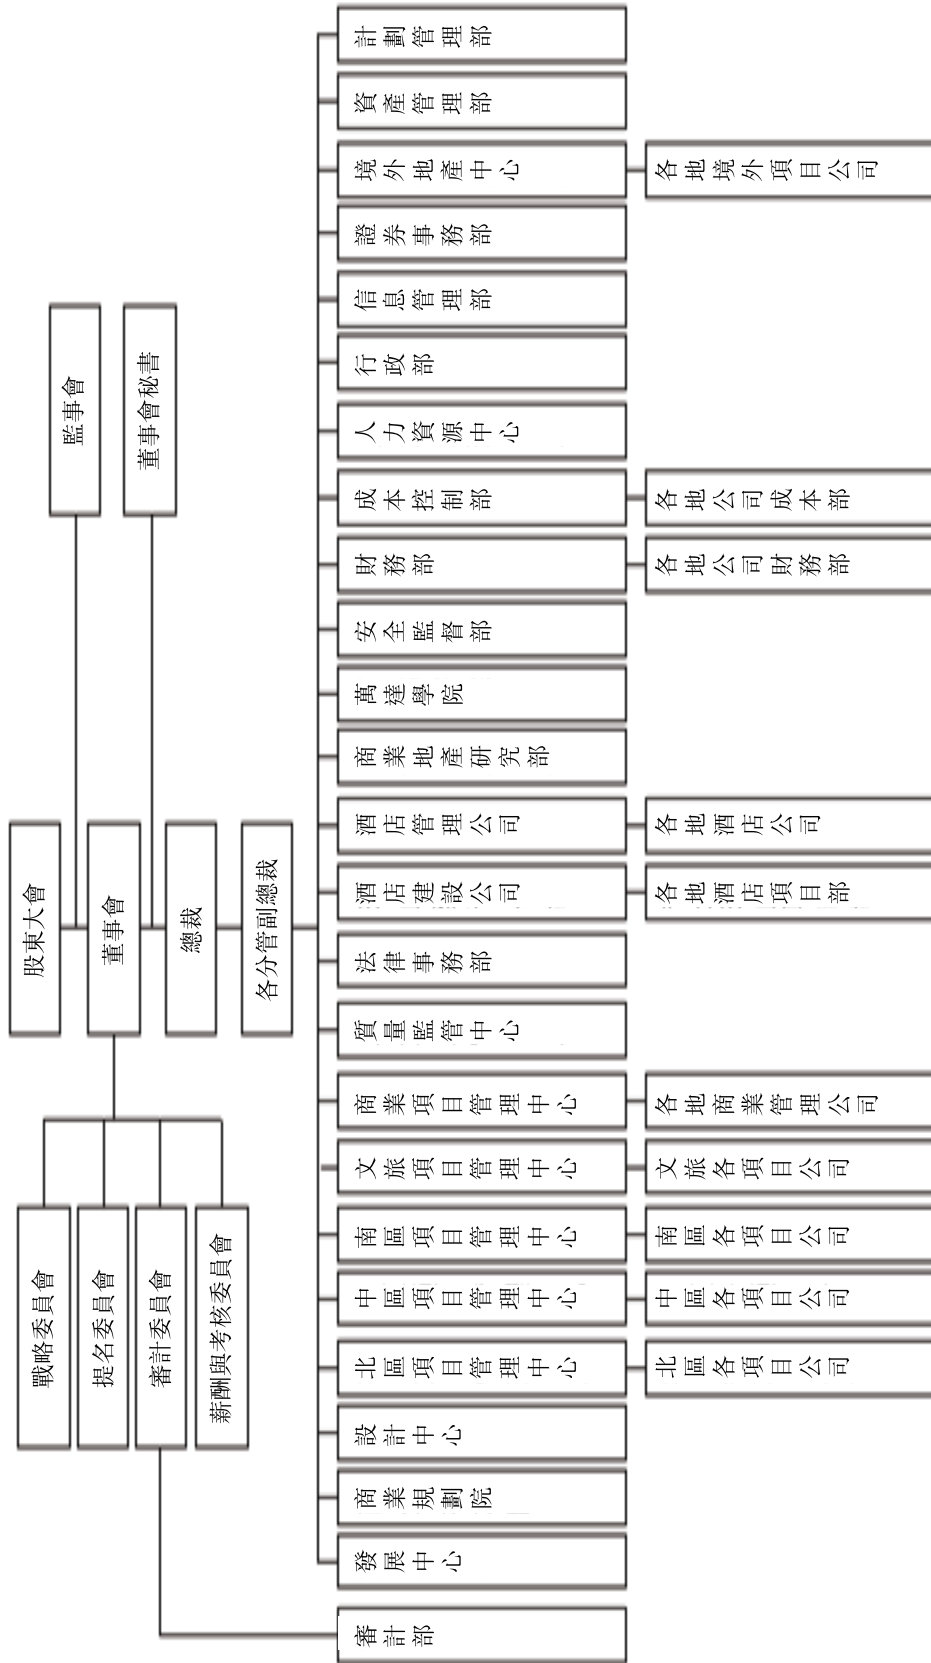 股東大會
監事會
董事會
董事會秘書
總裁
各分管副總裁
戰略委員會
提名委員會
審計委員會
薪酬與考核委員會
審計部
發展中心
商業規劃院
設計中心
北區項目管理中心
中區項目管理中心
南區項目管理中心
文旅項目管理中心
商業項目管理中心
質量監管中心
法律事務部
酒店建設公司
酒店管理公司
商業地產研究部
萬達學院
安全監督部
財務部
成本控制部
人力資源中心
行政部
信息管理部
證券事務部
境外地產中心
資產管理部
計劃管理部
北區各項目公司
中區各項目公司
南區各項目公司
文旅各項目公司
各地商業管理公司
各地酒店項目部
各地酒店公司
各地公司財務部
各地公司成本部
各地境外項目公司